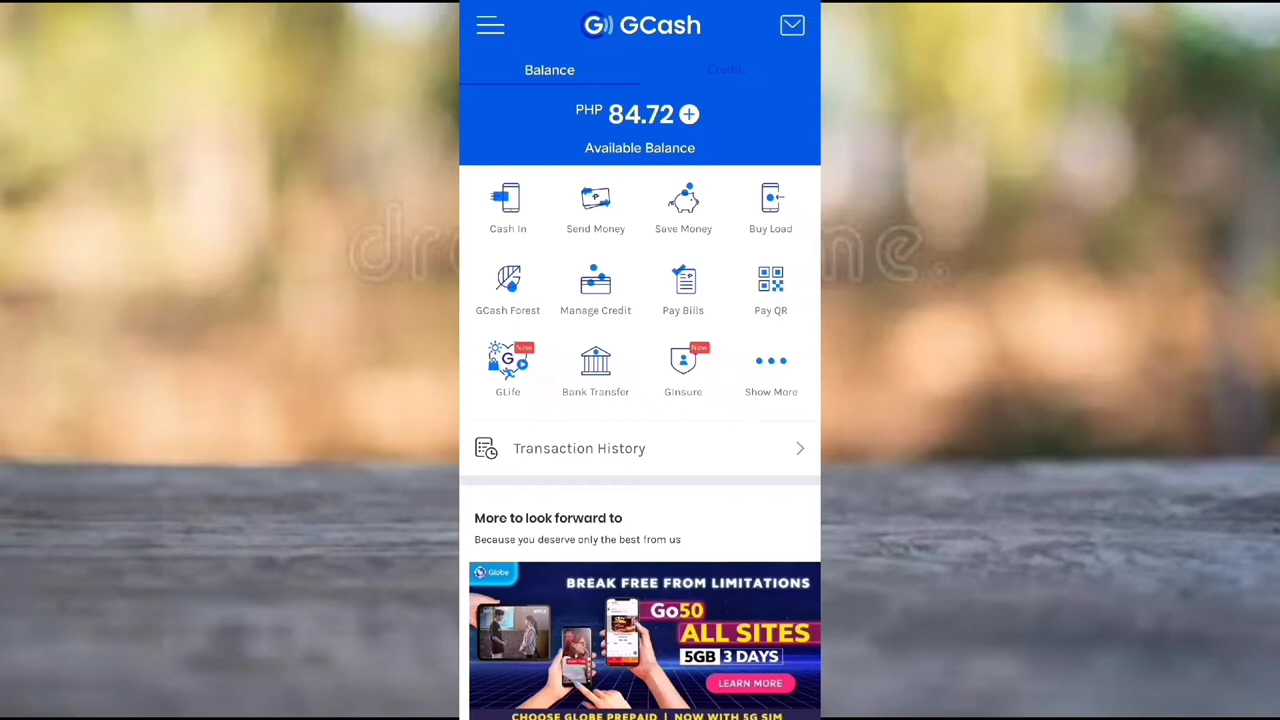 GCash
Balance
Credit
PHP 84.72
Available Balance
Cash In
Send Money
Save Money
Buy Load
GCash Forest
Manage Credit
Pay Bills
Pay QR
New
New
GLife
Bank Transfer
GInsure
Show More
Transaction History
More to look forward to
Because you deserve only the best from us
Globe
BREAK FREE FROM LIMITATIONS
Go50
ALL SITES
5GB 3 DAYS
LEARN MORE
CHOOSE GLOBE PREPAID | NOW WITH 5G SIM